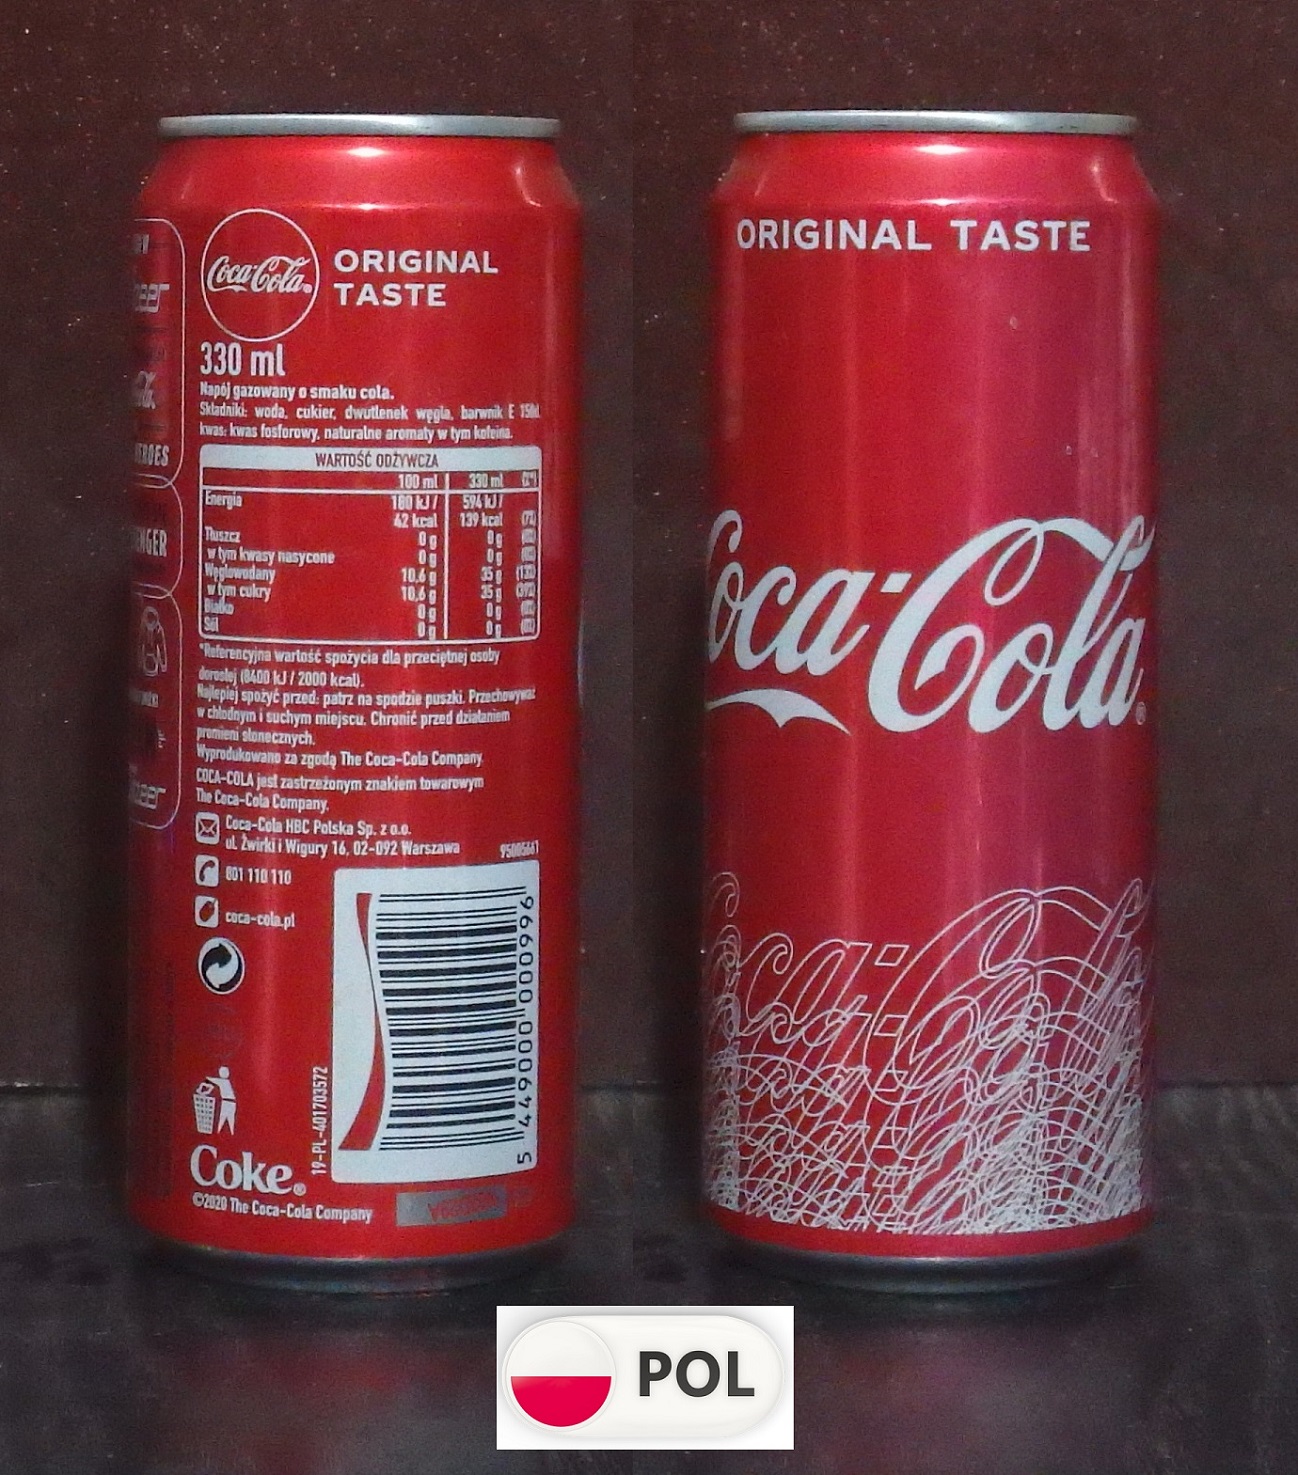 Coca-Cola®
ORIGINAL
TASTE
330 ml
Napój gazowany o smaku cola.
Składniki: woda, cukier, dwutlenek węgla, barwnik E 150d
kwas: kwas fosforowy, naturalne aromaty w tym kofeina.
WARTOŚĆ ODŻYWCZA
100 ml 330 ml (%*)
Energia 180 kJ / 594 kJ /
42 kcal 139 kcal (7%)
Tłuszcz 0 g 0 g (0%)
w tym kwasy nasycone 0 g 0 g (0%)
Węglowodany 10,6 g 35 g (13%)
w tym cukry 10,6 g 35 g (39%)
Białko 0 g 0 g (0%)
Sól 0 g 0 g (0%)
*Referencyjna wartość spożycia dla przeciętnej osoby
dorosłej (8400 kJ / 2000 kcal).
Najlepiej spożyć przed: patrz na spodzie puszki. Przechowywać
w chłodnym i suchym miejscu. Chronić przed działaniem
promieni słonecznych.
Wyprodukowano za zgodą The Coca-Cola Company
COCA-COLA jest zastrzeżonym znakiem towarowym
The Coca-Cola Company.
Coca-Cola HBC Polska Sp. z o.o.
ul. Żwirki i Wigury 16, 02-092 Warszawa
801 110 110
coca-cola.pl
19-PL-401703572
5 449000 000996
Coke®
©2020 The Coca-Cola Company
ORIGINAL TASTE
Coca-Cola®
POL